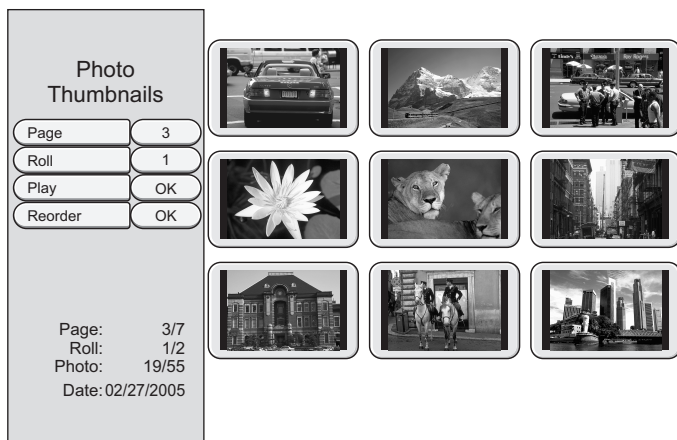 Photo
Thumbnails
Page 3
Roll 1
Play OK
Reorder OK
Page: 3/7
Roll: 1/2
Photo: 19/55
Date: 02/27/2005